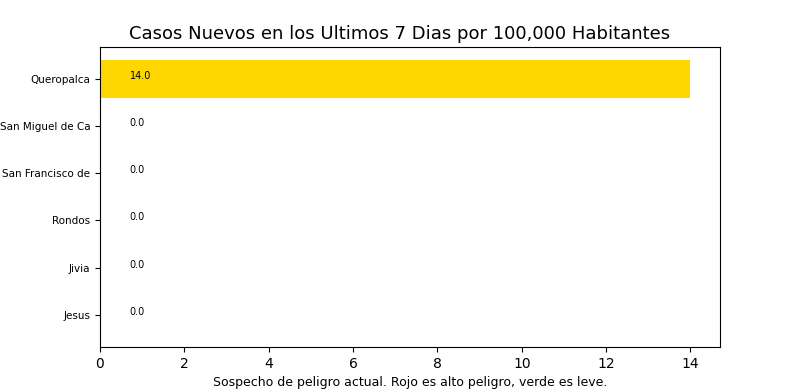 Casos Nuevos en los Ultimos 7 Dias por 100,000 Habitantes
Queropalca 14.0
San Miguel de Ca 0.0
San Francisco de 0.0
Rondos 0.0
Jivia 0.0
Jesus 0.0
0 2 4 6 8 10 12 14
Sospecho de peligro actual. Rojo es alto peligro, verde es leve.